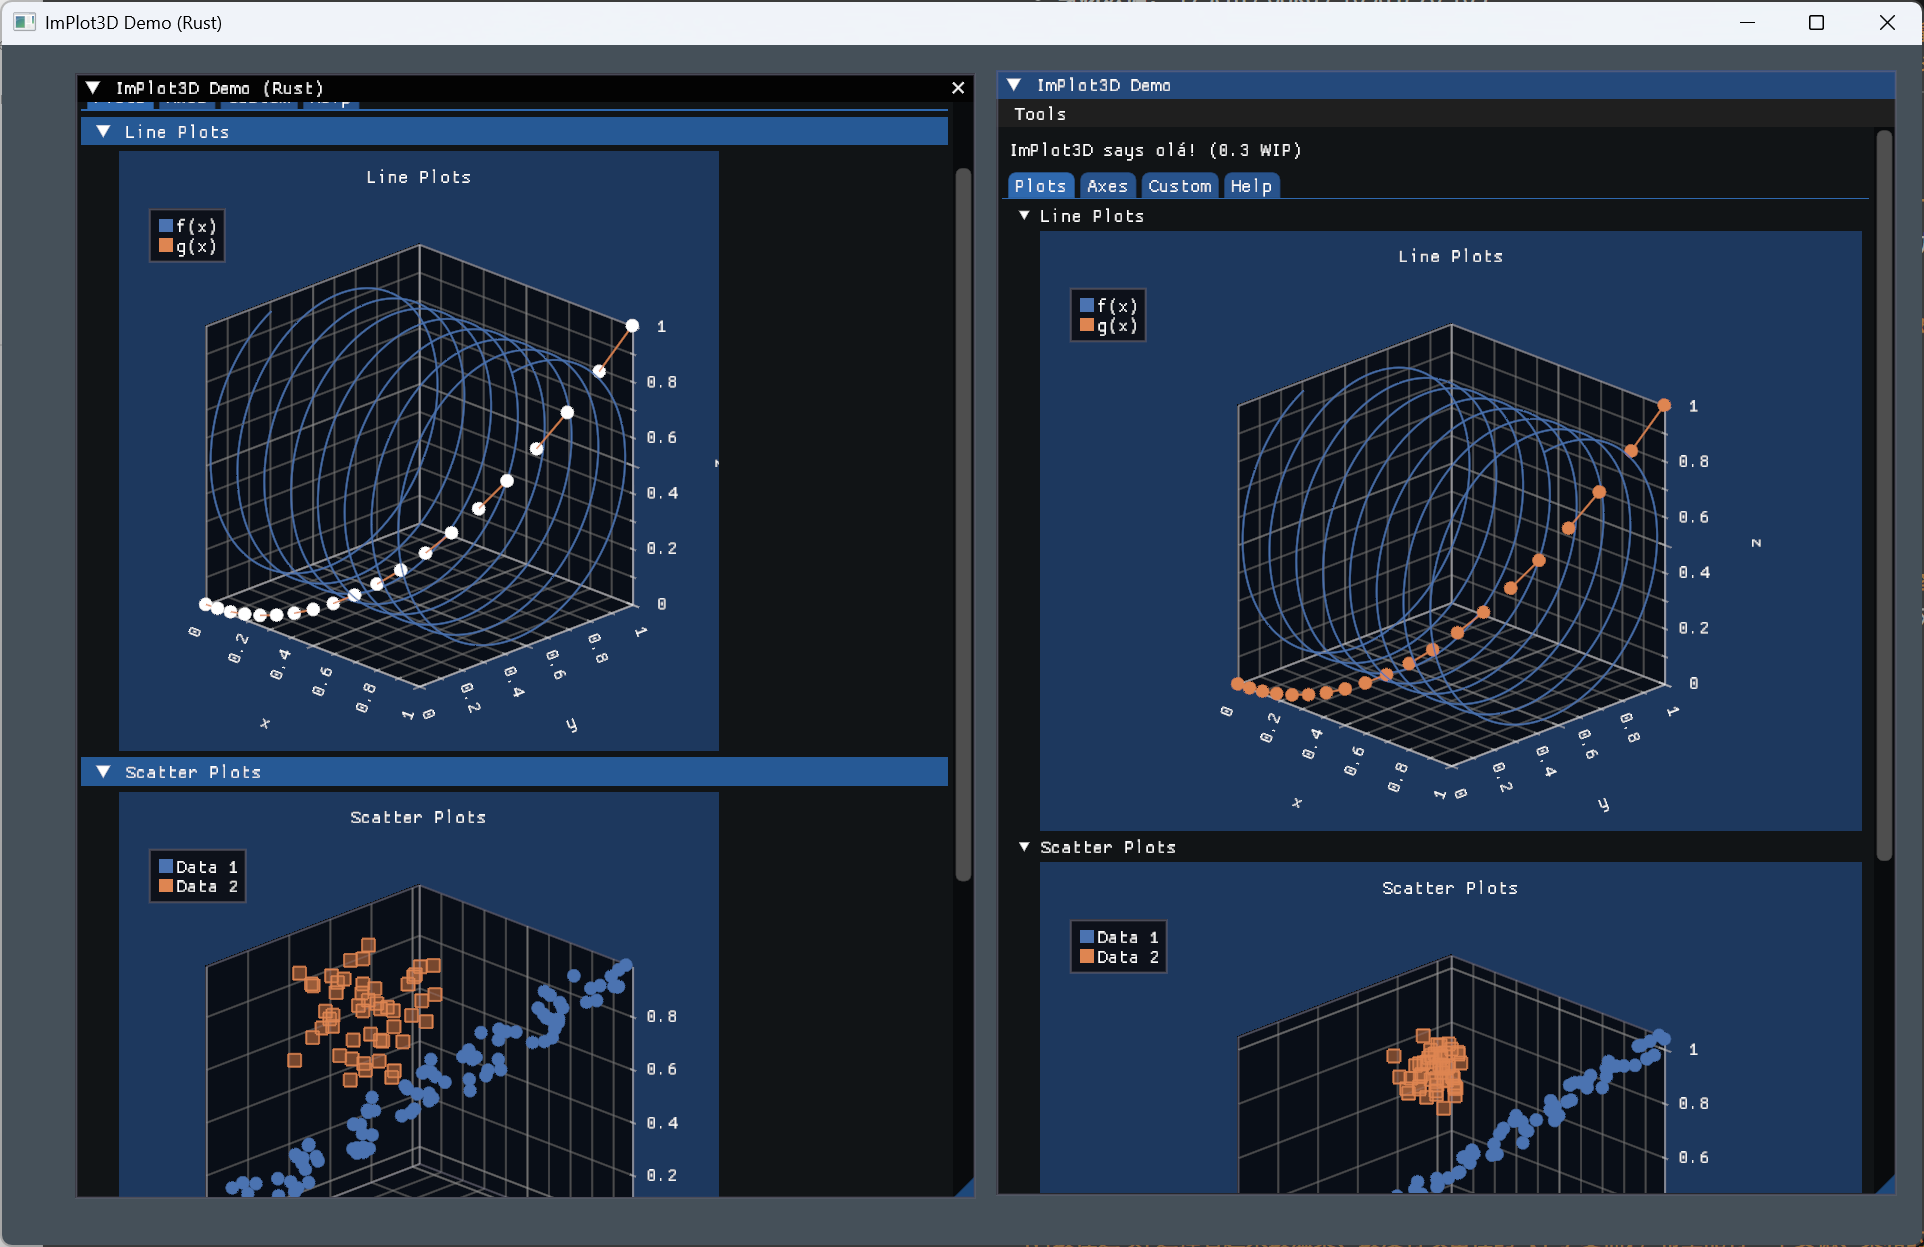 ImPlot3D Demo (Rust)
ImPlot3D Demo (Rust)
Line Plots
Line Plots
f(x)
g(x)
1
0.8
0.6
z
0.4
0.2
0
0
0.2
0.4
0.6
0.8
1
x
0
0.2
0.4
0.6
0.8
1
y
Scatter Plots
Scatter Plots
Data 1
Data 2
0.8
0.6
0.4
0.2
ImPlot3D Demo
Tools
ImPlot3D says olá! (0.3 WIP)
Plots Axes Custom Help
Line Plots
Line Plots
f(x)
g(x)
1
0.8
0.6
z
0.4
0.2
0
0
0.2
0.4
0.6
0.8
1
x
0
0.2
0.4
0.6
0.8
1
y
Scatter Plots
Scatter Plots
Data 1
Data 2
1
0.8
0.6